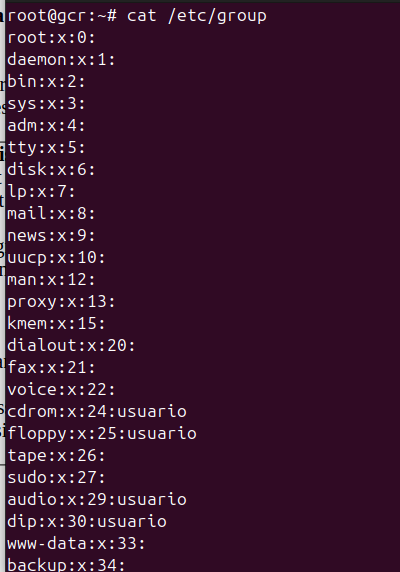 root@gcr:~# cat /etc/group
root:x:0:
daemon:x:1:
bin:x:2:
sys:x:3:
adm:x:4:
tty:x:5:
disk:x:6:
lp:x:7:
mail:x:8:
news:x:9:
uucp:x:10:
man:x:12:
proxy:x:13:
kmem:x:15:
dialout:x:20:
fax:x:21:
voice:x:22:
cdrom:x:24:usuario
floppy:x:25:usuario
tape:x:26:
sudo:x:27:
audio:x:29:usuario
dip:x:30:usuario
www-data:x:33:
backup:x:34: